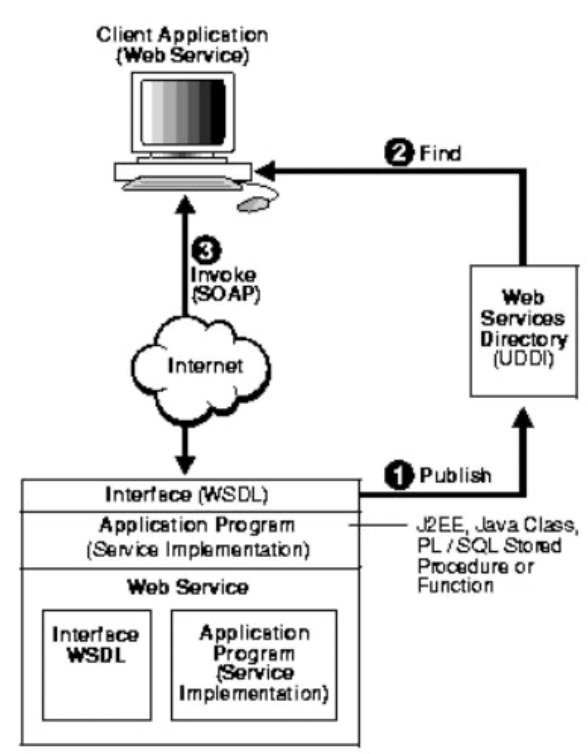 Client Application
(Web Service)
2 Find
3
Invoke
(SOAP)
Web
Services
Directory
(UDDI)
Internet
1 Publish
Interface (WSDL)
Application Program
(Service Implementation)
J2EE, Java Class,
PL / SQL Stored
Procedure or
Function
Web Service
Interface
WSDL
Application
Program
(Service
Implementation)